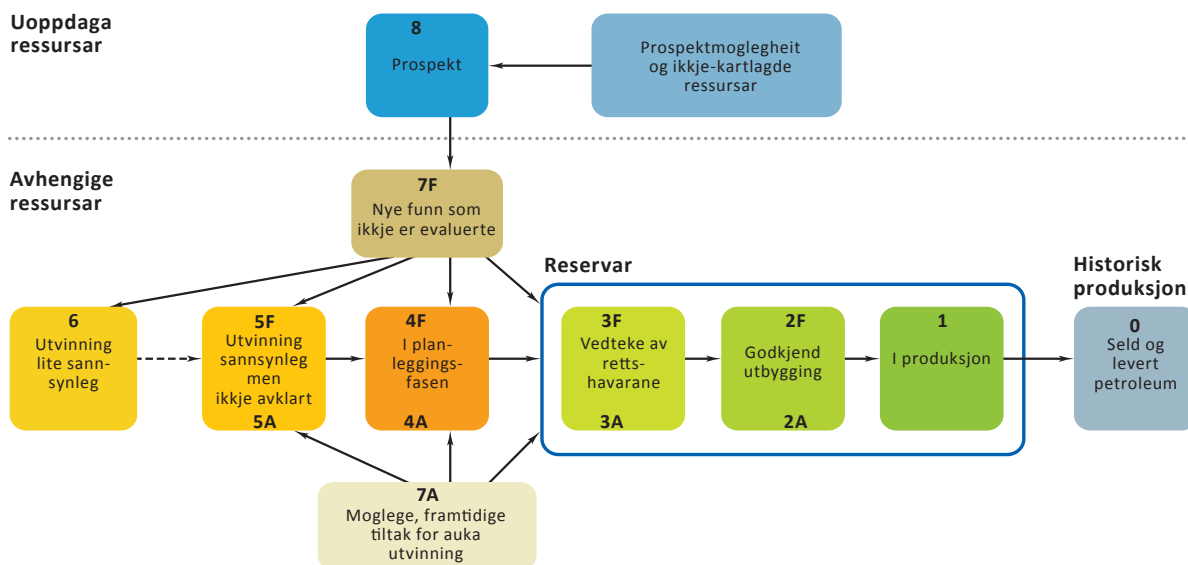 Uoppdaga
ressursar
8
Prospekt
Prospektmoglegheit
og ikkje-kartlagde
ressursar
Avhengige
ressursar
7F
Nye funn som
ikkje er evaluerte
Reservar
Historisk
produksjon
6
Utvinning
lite sann-
synleg
5F
Utvinning
sannsynleg
men
ikkje avklart
5A
4F
I plan-
leggings-
fasen
4A
3F
Vedteke av
retts-
havarane
3A
2F
Godkjend
utbygging
2A
1
I produksjon
0
Seld og
levert
petroleum
7A
Moglege, framtidige
tiltak for auka
utvinning